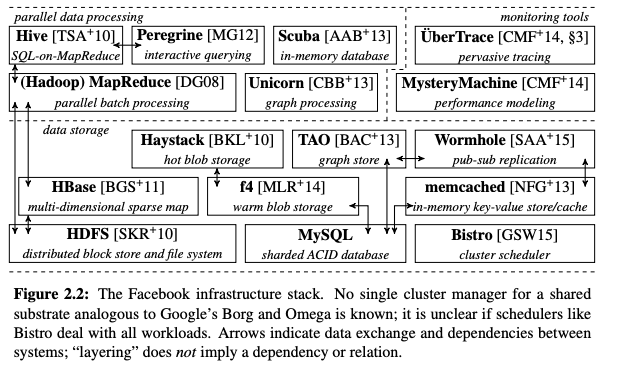 parallel data processing
monitoring tools
Hive [TSA+10]
SQL-on-MapReduce
Peregrine [MG12]
interactive querying
Scuba [AAB+13]
in-memory database
ÜberTrace [CMF+14, §3]
pervasive tracing
(Hadoop) MapReduce [DG08]
parallel batch processing
Unicorn [CBB+13]
graph processing
MysteryMachine [CMF+14]
performance modeling
data storage
Haystack [BKL+10]
hot blob storage
TAO [BAC+13]
graph store
Wormhole [SAA+15]
pub-sub replication
HBase [BGS+11]
multi-dimensional sparse map
f4 [MLR+14]
warm blob storage
memcached [NFG+13]
in-memory key-value store/cache
HDFS [SKR+10]
distributed block store and file system
MySQL
sharded ACID database
Bistro [GSW15]
cluster scheduler
Figure 2.2: The Facebook infrastructure stack. No single cluster manager for a shared
substrate analogous to Google's Borg and Omega is known; it is unclear if schedulers like
Bistro deal with all workloads. Arrows indicate data exchange and dependencies between
systems; "layering" does not imply a dependency or relation.